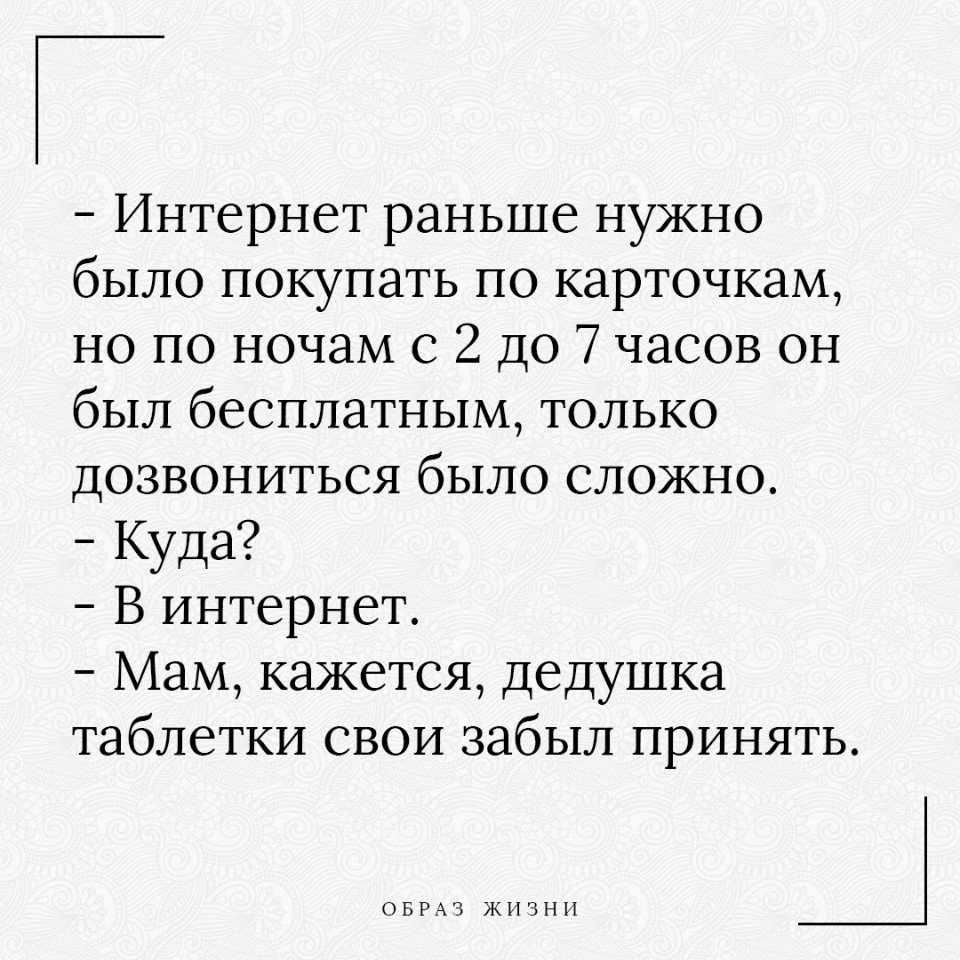 - Интернет раньше нужно
было покупать по карточкам,
но по ночам с 2 до 7 часов он
был бесплатным, только
дозвониться было сложно.
- Куда?
- В интернет.
- Мам, кажется, дедушка
таблетки свои забыл принять.
ОБРАЗ ЖИЗНИ